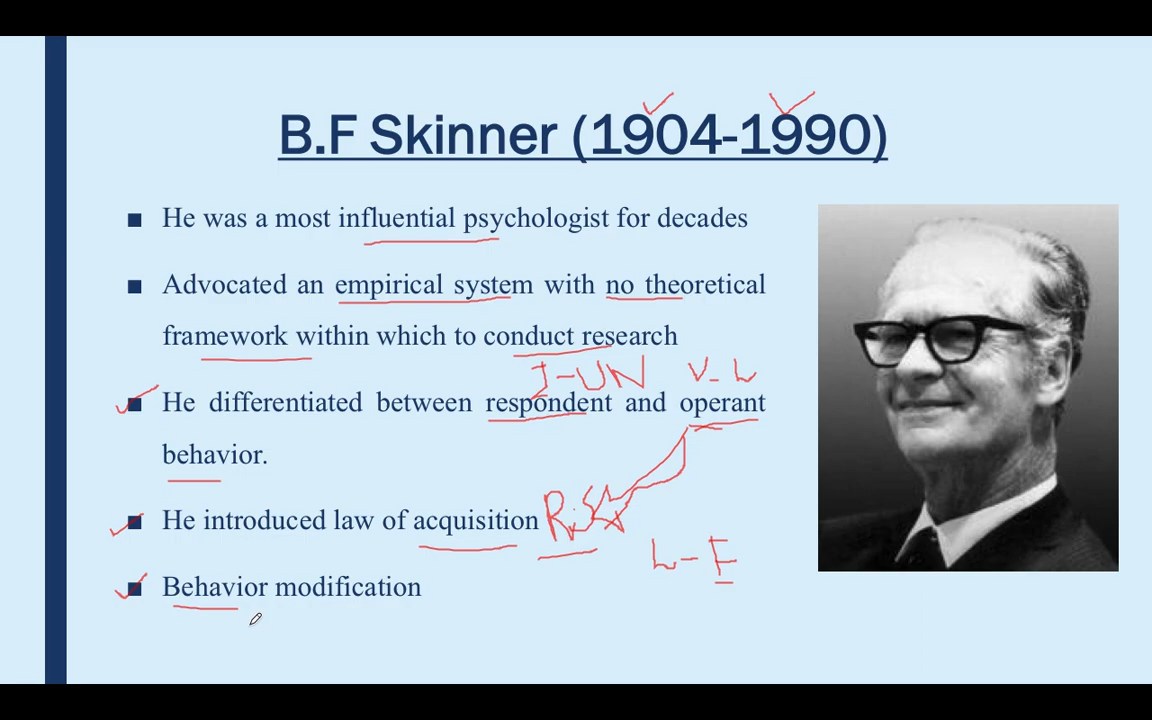 B.F Skinner (1904-1990)
He was a most influential psychologist for decades
Advocated an empirical system with no theoretical
framework within which to conduct research
I-UN V-L
He differentiated between respondent and operant
behavior.
He introduced law of acquisition
L-E
Behavior modification